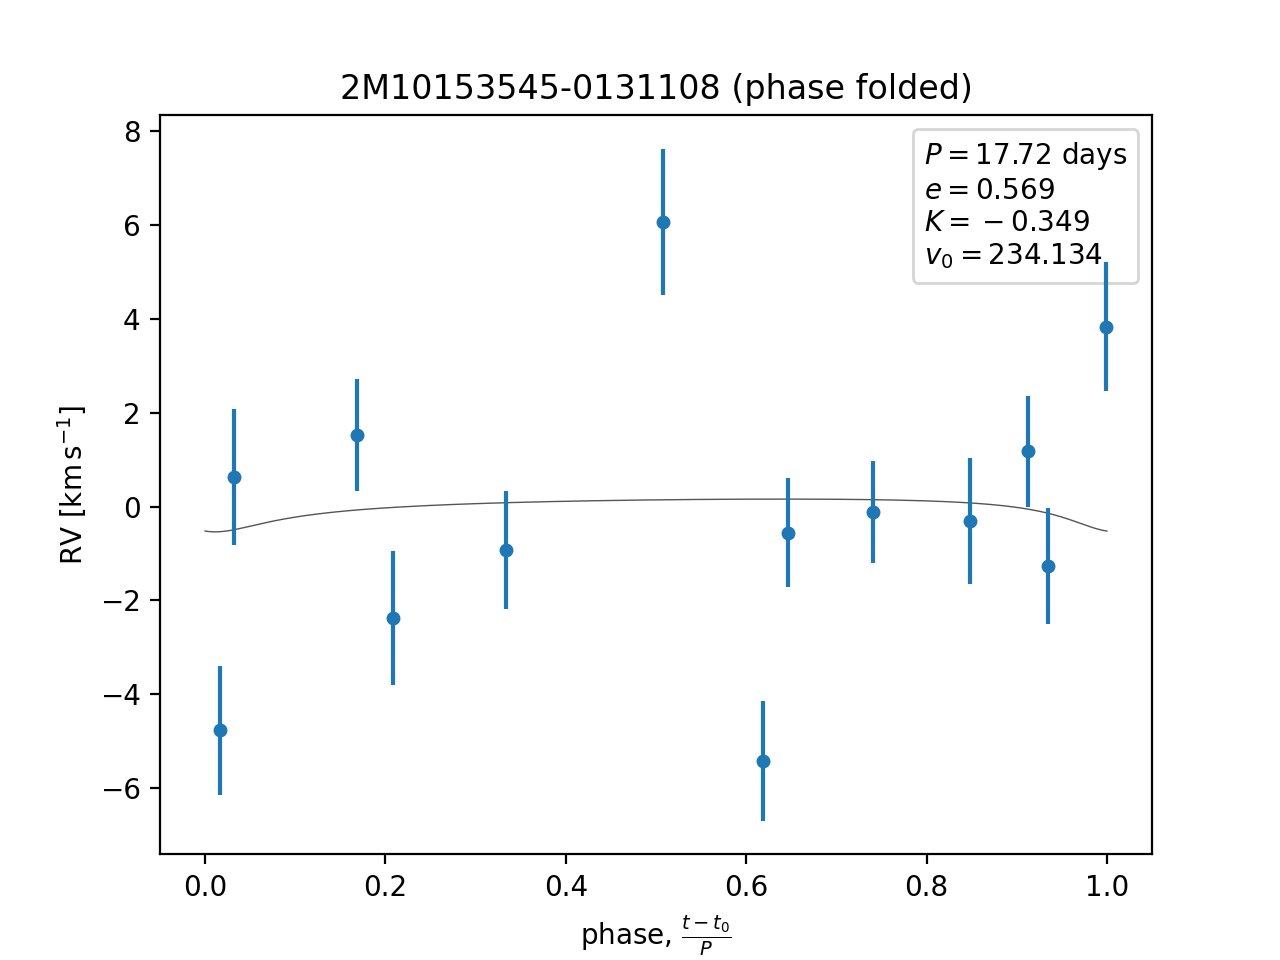 2M10153545-0131108 (phase folded)
P = 17.72 days
e = 0.569
K = −0.349
v₀ = 234.134
8
6
4
2
0
−2
−4
−6
RV [km s⁻¹]
0.0 0.2 0.4 0.6 0.8 1.0
phase, (t − t₀)/P